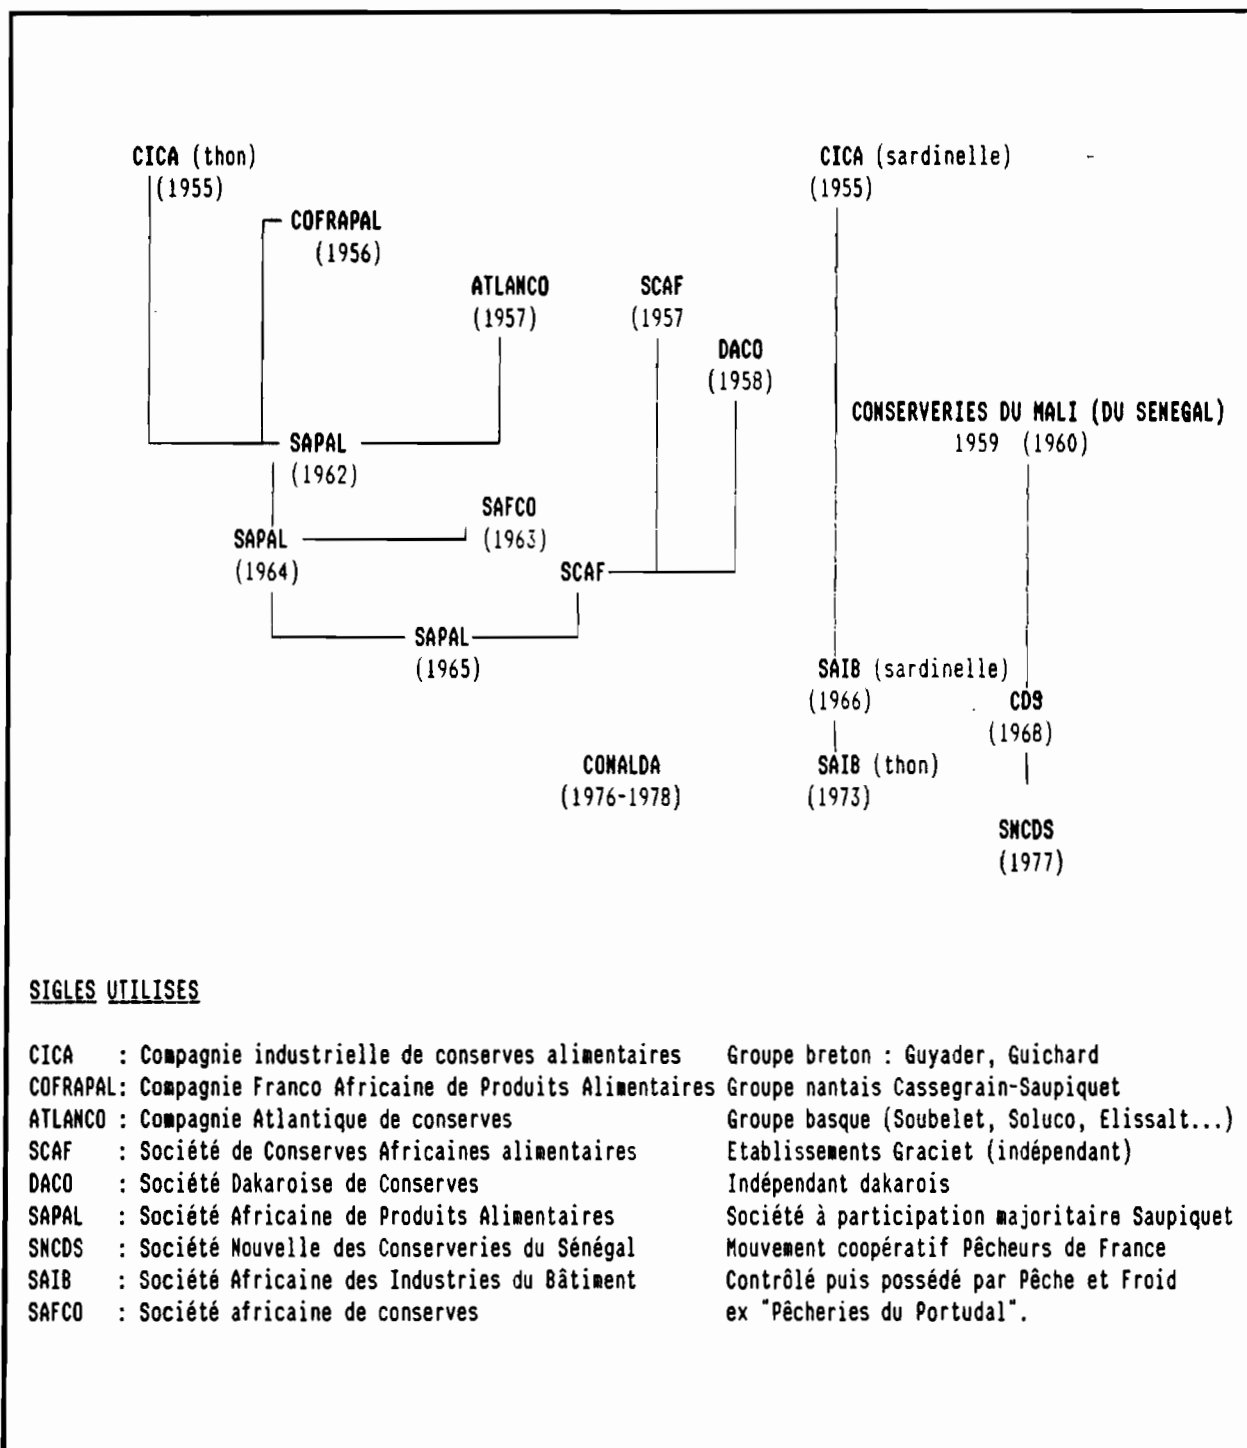 CICA (thon) CICA (sardinelle)
(1955) (1955)
COFRAPAL
(1956)
ATLANCO SCAF
(1957) (1957
DACO
(1958)
CONSERVERIES DU MALI (DU SENEGAL)
SAPAL 1959 (1960)
(1962)
SAFCO
SAPAL (1963)
(1964) SCAF
SAPAL
(1965) SAIB (sardinelle)
(1966) CDS
(1968)
CONALDA SAIB (thon)
(1976-1978) (1973)
SNCDS
(1977)
SIGLES UTILISES
CICA : Compagnie industrielle de conserves alimentaires Groupe breton : Guyader, Guichard
COFRAPAL: Compagnie Franco Africaine de Produits Alimentaires Groupe nantais Cassegrain-Saupiquet
ATLANCO : Compagnie Atlantique de conserves Groupe basque (Soubelet, Soluco, Elissalt...)
SCAF : Société de Conserves Africaines alimentaires Etablissements Graciet (indépendant)
DACO : Société Dakaroise de Conserves Indépendant dakarois
SAPAL : Société Africaine de Produits Alimentaires Société à participation majoritaire Saupiquet
SNCDS : Société Nouvelle des Conserveries du Sénégal Mouvement coopératif Pêcheurs de France
SAIB : Société Africaine des Industries du Bâtiment Contrôlé puis possédé par Pêche et Froid
SAFCO : Société africaine de conserves ex "Pêcheries du Portudal".